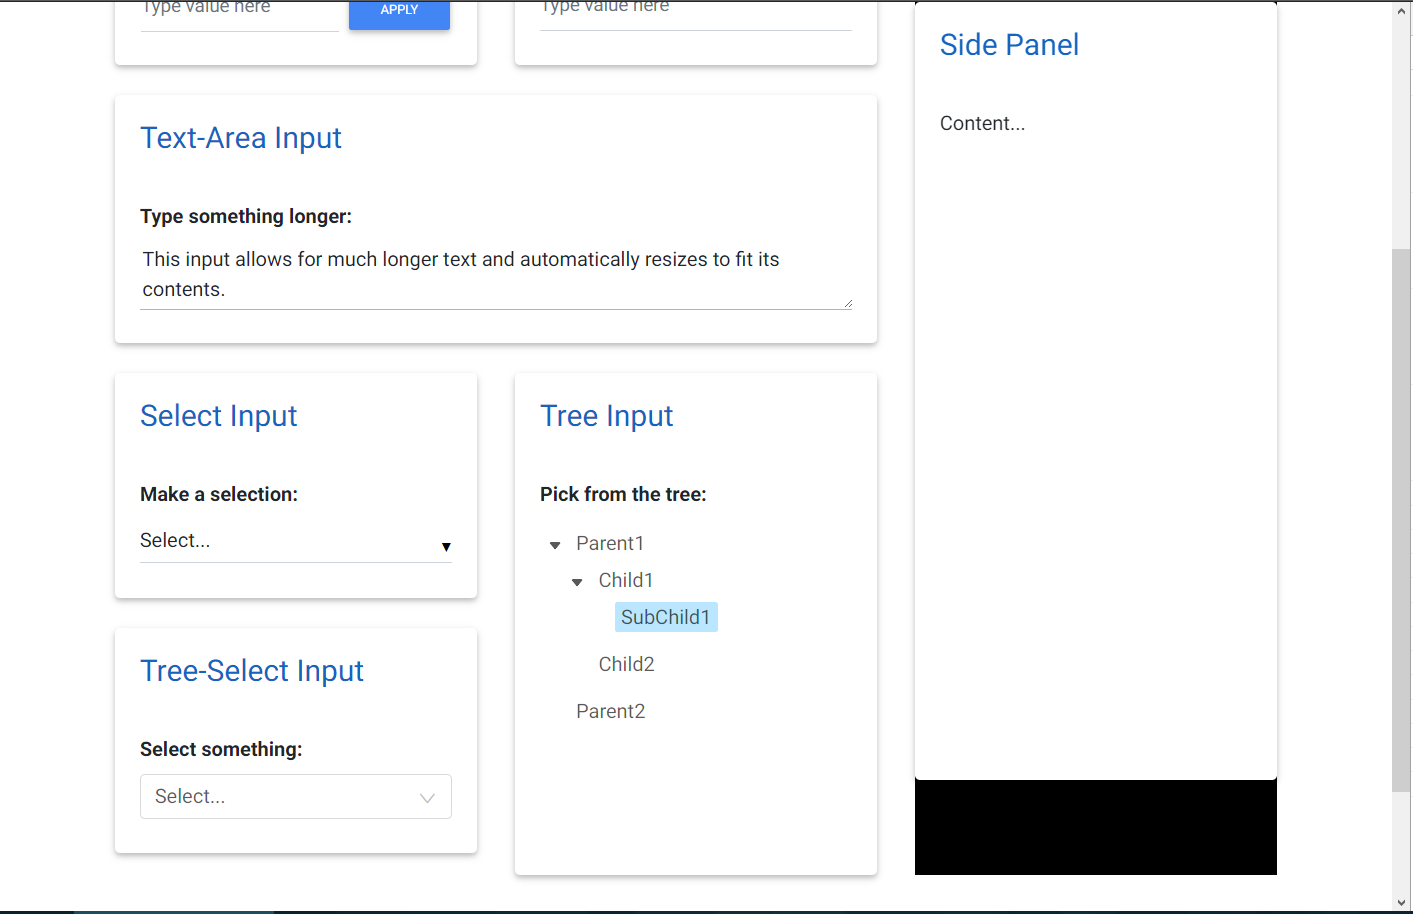 Type value here
APPLY
Type value here
Side Panel
Content...
Text-Area Input
Type something longer:
This input allows for much longer text and automatically resizes to fit its
contents.
Select Input
Make a selection:
Select...
Tree Input
Pick from the tree:
Parent1
Child1
SubChild1
Child2
Parent2
Tree-Select Input
Select something:
Select...